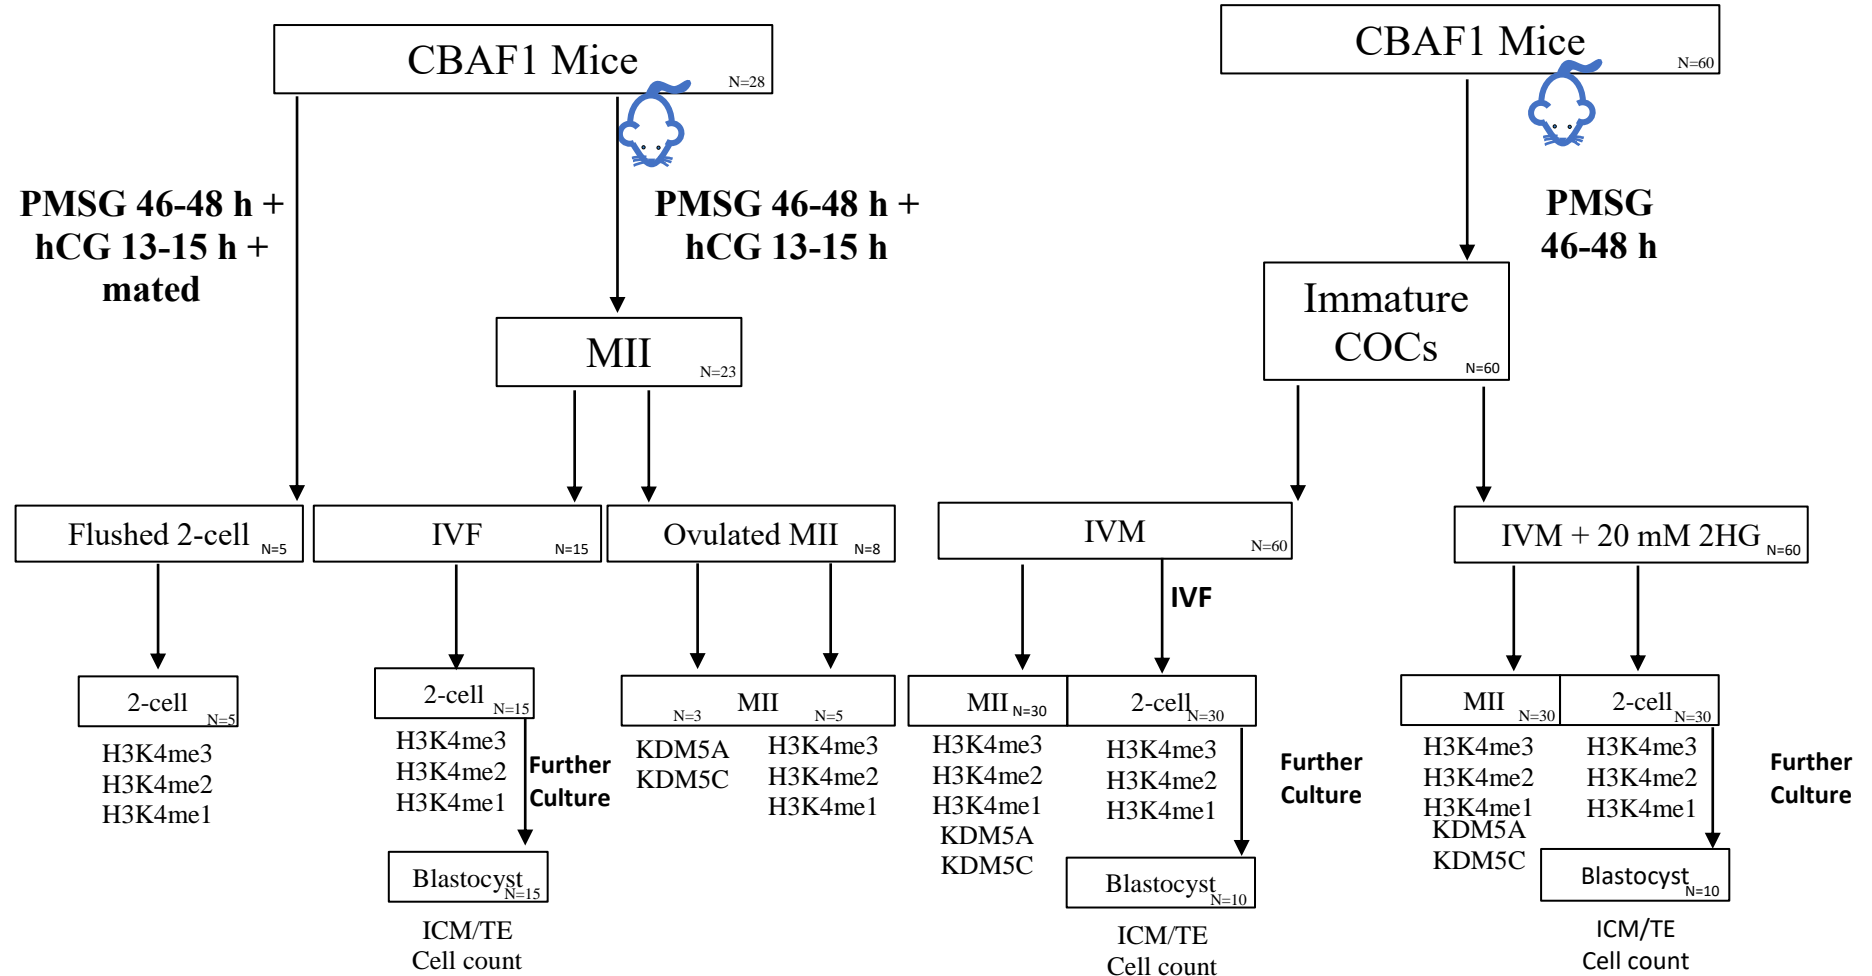 CBAF1 Mice
N=28
PMSG 46-48 h +
hCG 13-15 h +
mated
PMSG 46-48 h +
hCG 13-15 h
MII
N=23
Flushed 2-cell
N=5
IVF
N=15
Ovulated MII
N=8
2-cell
N=5
H3K4me3
H3K4me2
H3K4me1
2-cell
N=15
H3K4me3
H3K4me2
H3K4me1
Further
Culture
Blastocyst
N=15
ICM/TE
Cell count
MII
N=3
N=5
KDM5A
KDM5C
H3K4me3
H3K4me2
H3K4me1
CBAF1 Mice
N=60
PMSG
46-48 h
Immature
COCs
N=60
IVM
N=60
IVF
IVM + 20 mM 2HG
N=60
MII
N=30
H3K4me3
H3K4me2
H3K4me1
KDM5A
KDM5C
2-cell
N=30
H3K4me3
H3K4me2
H3K4me1
Further
Culture
Blastocyst
N=10
ICM/TE
Cell count
MII
N=30
H3K4me3
H3K4me2
H3K4me1
KDM5A
KDM5C
2-cell
N=30
H3K4me3
H3K4me2
H3K4me1
Further
Culture
Blastocyst
N=10
ICM/TE
Cell count